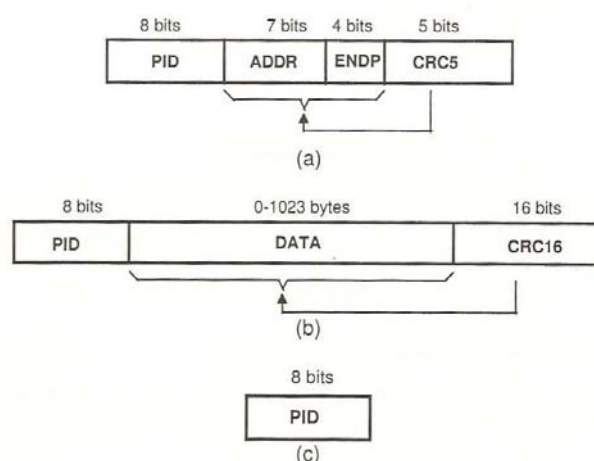 8 bits 7 bits 4 bits 5 bits
PID ADDR ENDP CRC5
(a)
8 bits 0-1023 bytes 16 bits
PID DATA CRC16
(b)
8 bits
PID
(c)